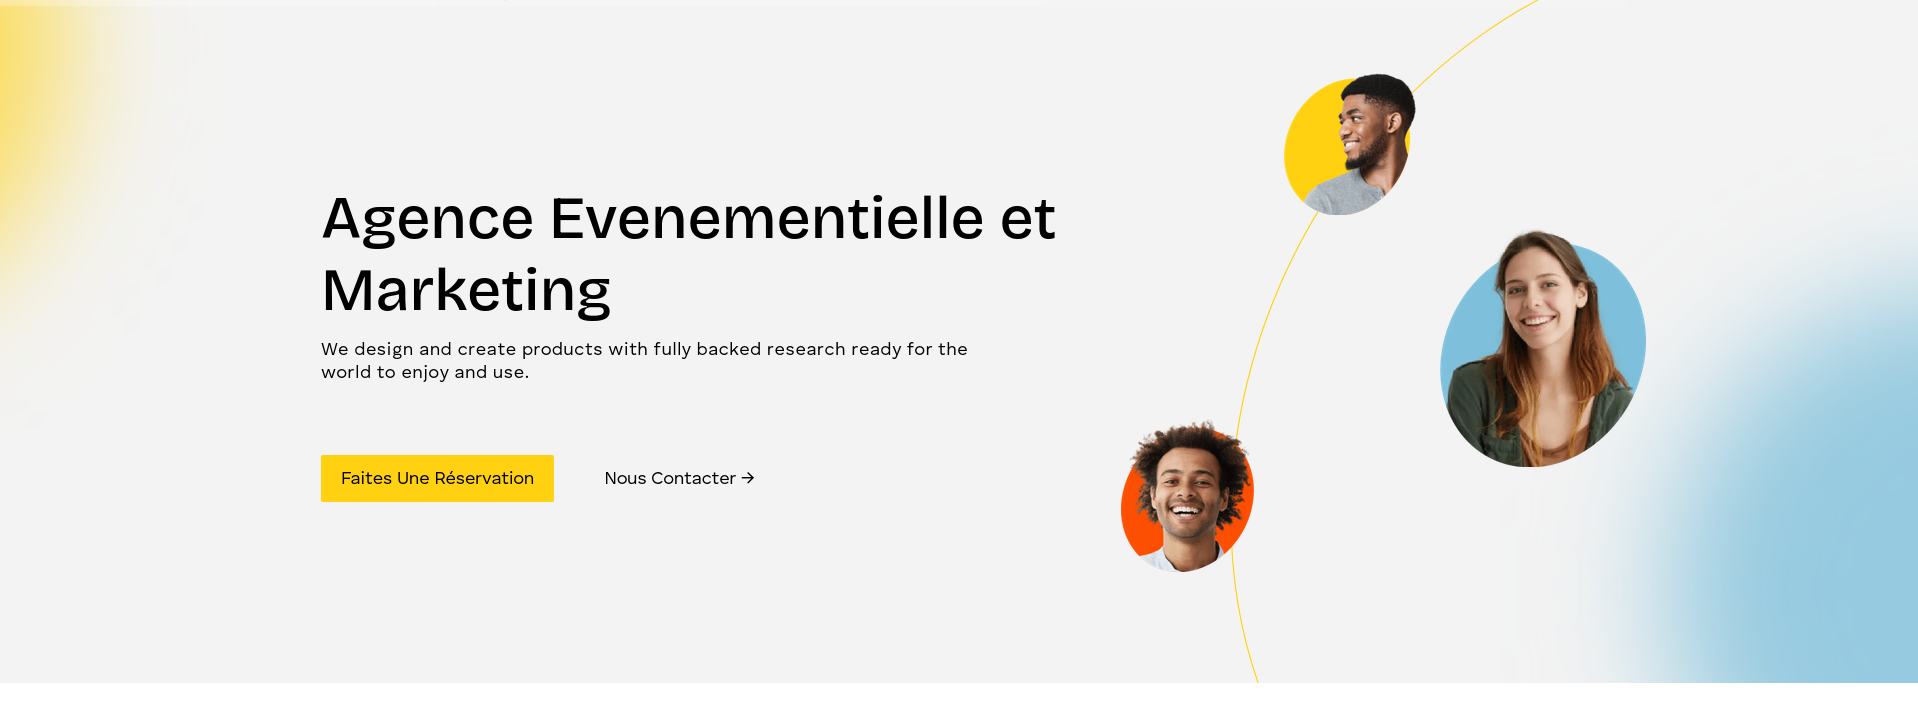 Agence Evenementielle et
Marketing
We design and create products with fully backed research ready for the
world to enjoy and use.
Faites Une Réservation
Nous Contacter →